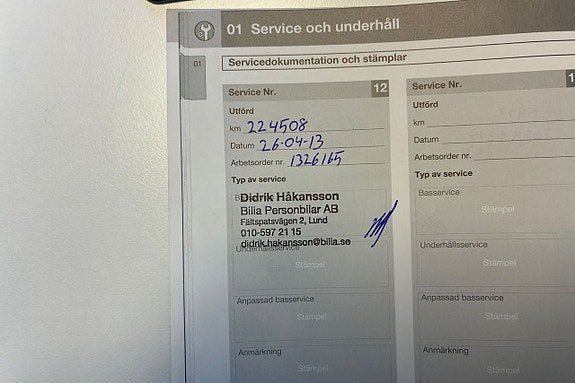 01 Service och underhåll
01
Servicedokumentation och stämplar
Service Nr. 12
Utförd
km 224508
Datum 26-04-13
Arbetsorder nr. 1326165
Typ av service
Didrik Håkansson
Bilia Personbilar AB
Fältspatsvägen 2, Lund
010-597 21 15
didrik.hakansson@bilia.se
Underhållsservice
Stämpel
Anpassad basservice
Stämpel
Anmärkning
Stämpel
Service Nr.
Utförd
km
Datum
Arbetsorder nr.
Typ av service
Basservice
Stämpel
Underhållsservice
Stämpel
Anpassad basservice
Stämpel
Anmärkning
Stämpel